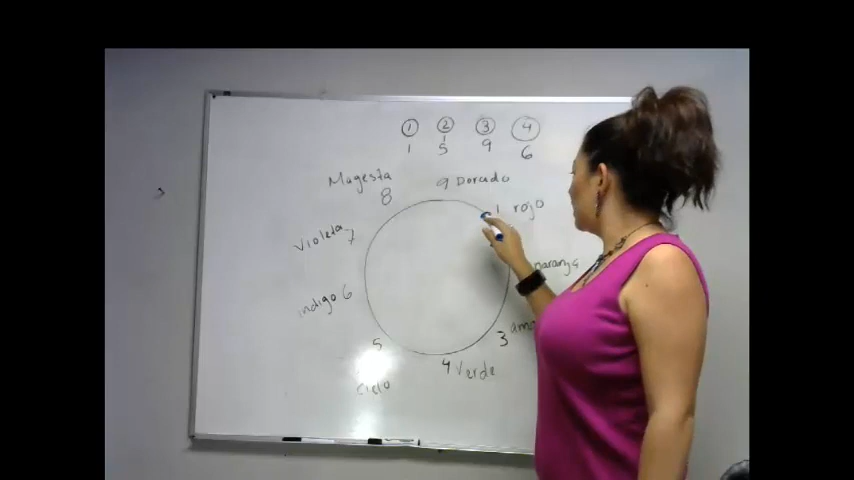 1 2 3 4
1 5 9 6
Magesta
8
9 Dorado
1 rojo
violeta 7
naranja
indigo 6
3
5
4 Verde
cielo